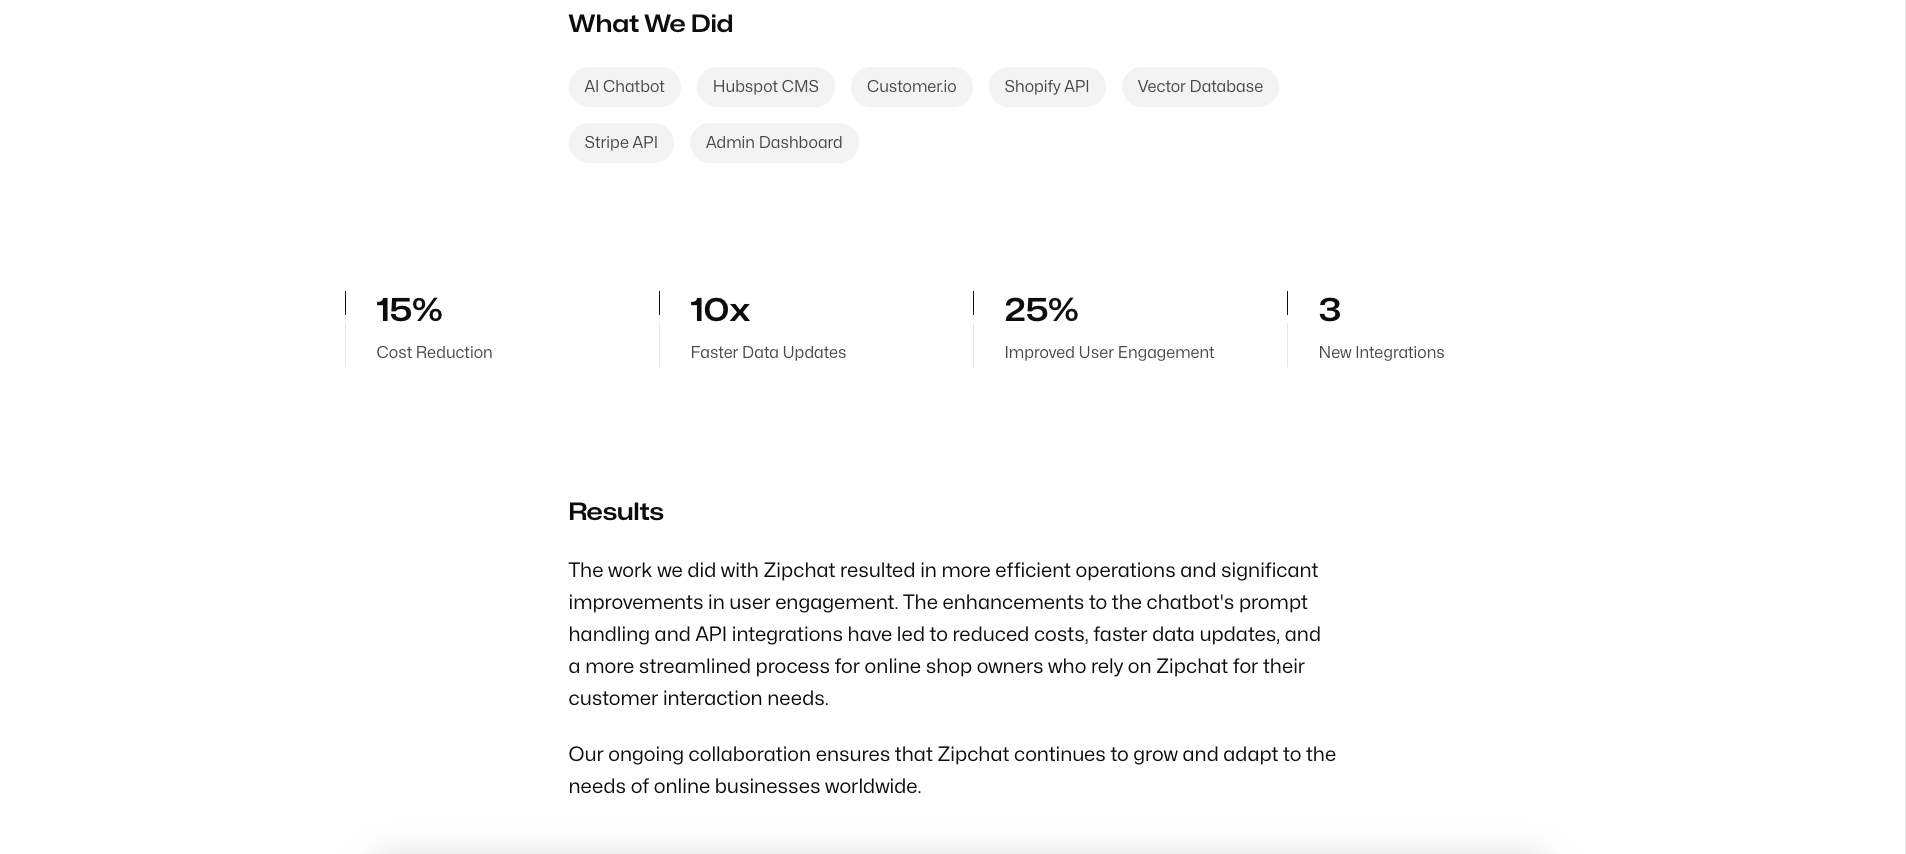 What We Did
AI Chatbot
Hubspot CMS
Customer.io
Shopify API
Vector Database
Stripe API
Admin Dashboard
15%
Cost Reduction
10x
Faster Data Updates
25%
Improved User Engagement
3
New Integrations
Results
The work we did with Zipchat resulted in more efficient operations and significant
improvements in user engagement. The enhancements to the chatbot's prompt
handling and API integrations have led to reduced costs, faster data updates, and
a more streamlined process for online shop owners who rely on Zipchat for their
customer interaction needs.
Our ongoing collaboration ensures that Zipchat continues to grow and adapt to the
needs of online businesses worldwide.